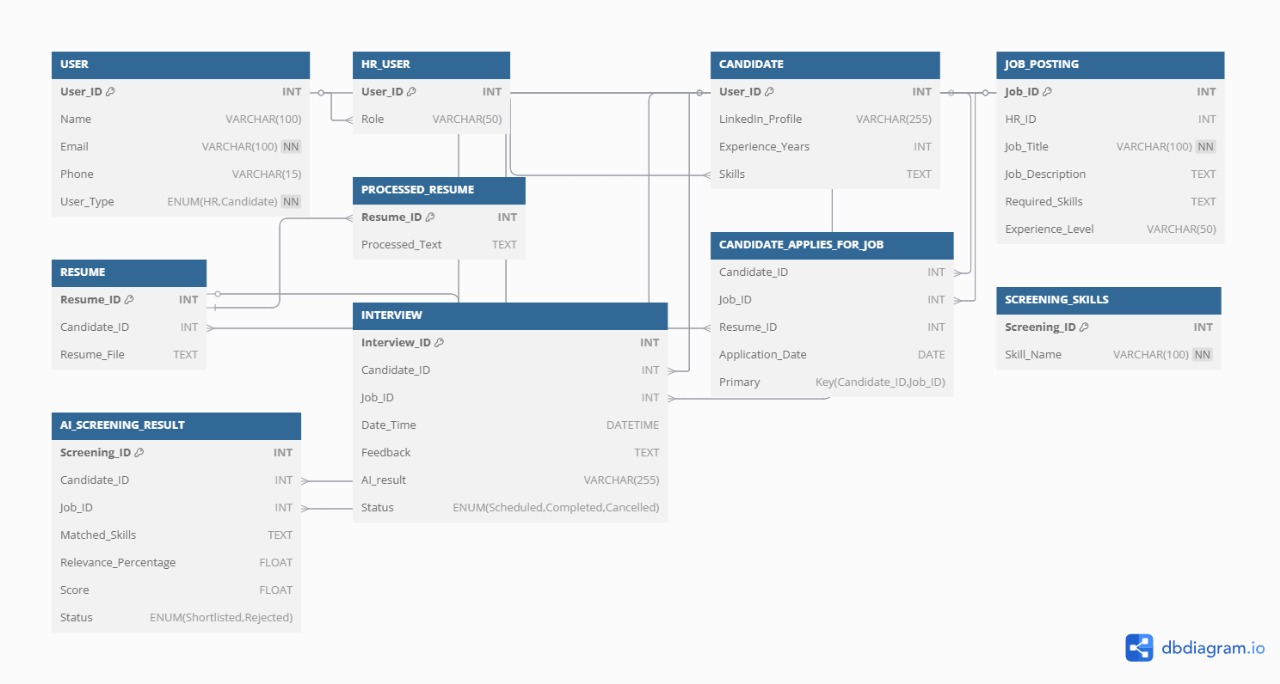 USER
User_ID INT
Name VARCHAR(100)
Email VARCHAR(100) NN
Phone VARCHAR(15)
User_Type ENUM(HR,Candidate) NN
HR_USER
User_ID INT
Role VARCHAR(50)
CANDIDATE
User_ID INT
LinkedIn_Profile VARCHAR(255)
Experience_Years INT
Skills TEXT
JOB_POSTING
Job_ID INT
HR_ID INT
Job_Title VARCHAR(100) NN
Job_Description TEXT
Required_Skills TEXT
Experience_Level VARCHAR(50)
PROCESSED_RESUME
Resume_ID INT
Processed_Text TEXT
RESUME
Resume_ID INT
Candidate_ID INT
Resume_File TEXT
CANDIDATE_APPLIES_FOR_JOB
Candidate_ID INT
Job_ID INT
Resume_ID INT
Application_Date DATE
Primary Key(Candidate_ID,Job_ID)
SCREENING_SKILLS
Screening_ID INT
Skill_Name VARCHAR(100) NN
INTERVIEW
Interview_ID INT
Candidate_ID INT
Job_ID INT
Date_Time DATETIME
Feedback TEXT
AI_result VARCHAR(255)
Status ENUM(Scheduled,Completed,Cancelled)
AI_SCREENING_RESULT
Screening_ID INT
Candidate_ID INT
Job_ID INT
Matched_Skills TEXT
Relevance_Percentage FLOAT
Score FLOAT
Status ENUM(Shortlisted,Rejected)
dbdiagram.io